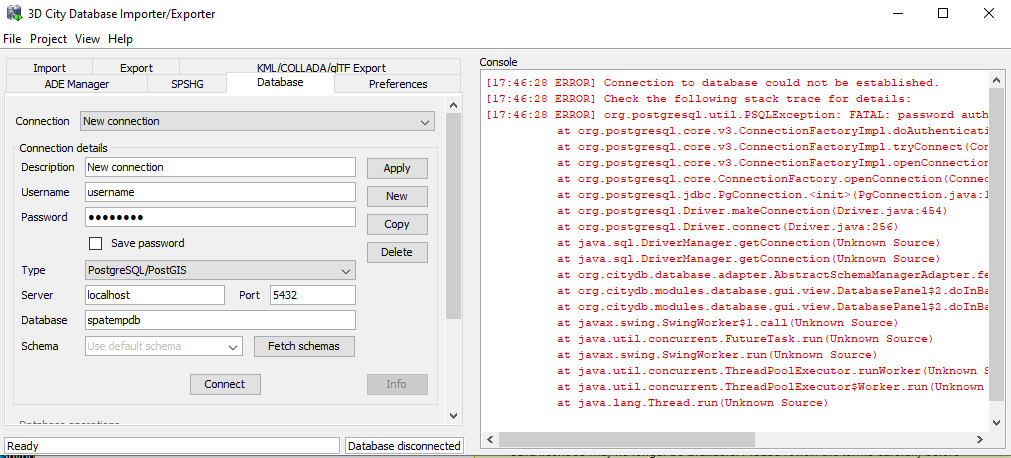 3D City Database Importer/Exporter
File Project View Help
Import Export KML/COLLADA/glTF Export
ADE Manager SPSHG Database Preferences
Connection New connection
Connection details
Description New connection Apply
Username username New
Password ●●●●●●●● Copy
Save password Delete
Type PostgreSQL/PostGIS
Server localhost Port 5432
Database spatempdb
Schema Use default schema Fetch schemas
Connect Info
Database operations
Ready Database disconnected
Console
[17:46:28 ERROR] Connection to database could not be established.
[17:46:28 ERROR] Check the following stack trace for details:
[17:46:28 ERROR] org.postgresql.util.PSQLException: FATAL: password auth
at org.postgresql.core.v3.ConnectionFactoryImpl.doAuthenticati
at org.postgresql.core.v3.ConnectionFactoryImpl.tryConnect(Con
at org.postgresql.core.v3.ConnectionFactoryImpl.openConnection
at org.postgresql.core.ConnectionFactory.openConnection(Connec
at org.postgresql.jdbc.PgConnection.<init>(PgConnection.java:1
at org.postgresql.Driver.makeConnection(Driver.java:454)
at org.postgresql.Driver.connect(Driver.java:256)
at java.sql.DriverManager.getConnection(Unknown Source)
at java.sql.DriverManager.getConnection(Unknown Source)
at org.citydb.database.adapter.AbstractSchemaManagerAdapter.fe
at org.citydb.modules.database.gui.view.DatabasePanel$2.doInBa
at org.citydb.modules.database.gui.view.DatabasePanel$2.doInBa
at javax.swing.SwingWorker$1.call(Unknown Source)
at java.util.concurrent.FutureTask.run(Unknown Source)
at javax.swing.SwingWorker.run(Unknown Source)
at java.util.concurrent.ThreadPoolExecutor.runWorker(Unknown S
at java.util.concurrent.ThreadPoolExecutor$Worker.run(Unknown
at java.lang.Thread.run(Unknown Source)